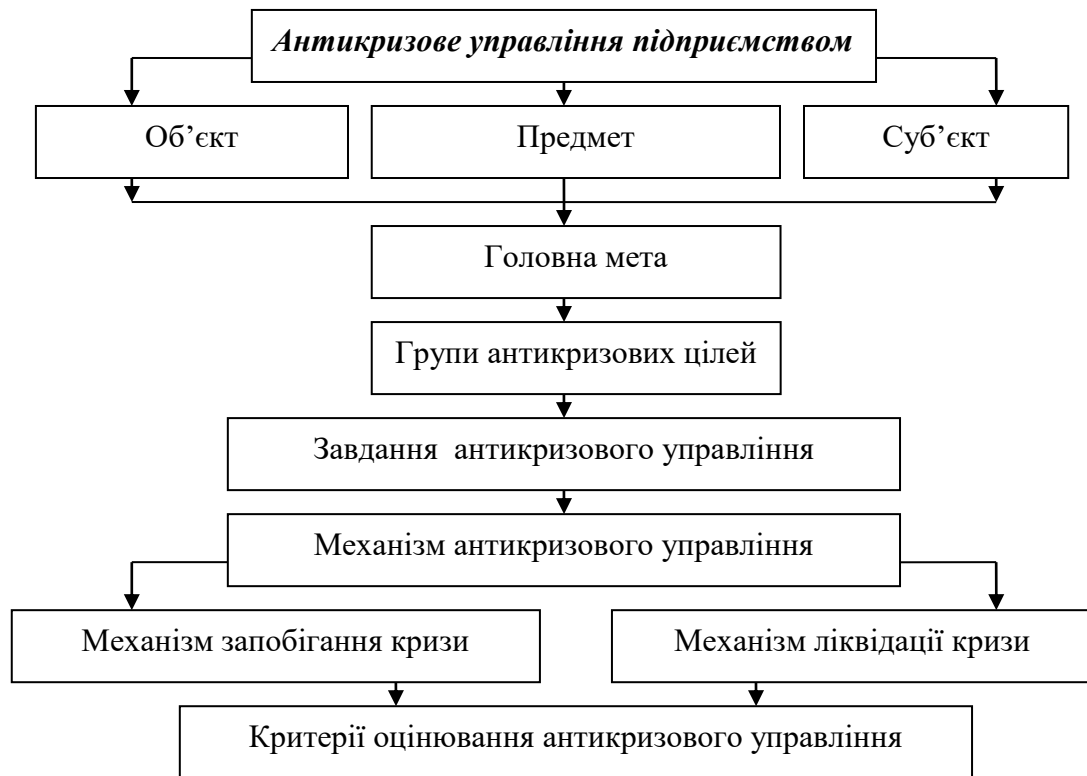 Антикризове управління підприємством
Об’єкт
Предмет
Суб’єкт
Головна мета
Групи антикризових цілей
Завдання антикризового управління
Механізм антикризового управління
Механізм запобігання кризи
Механізм ліквідації кризи
Критерії оцінювання антикризового управління